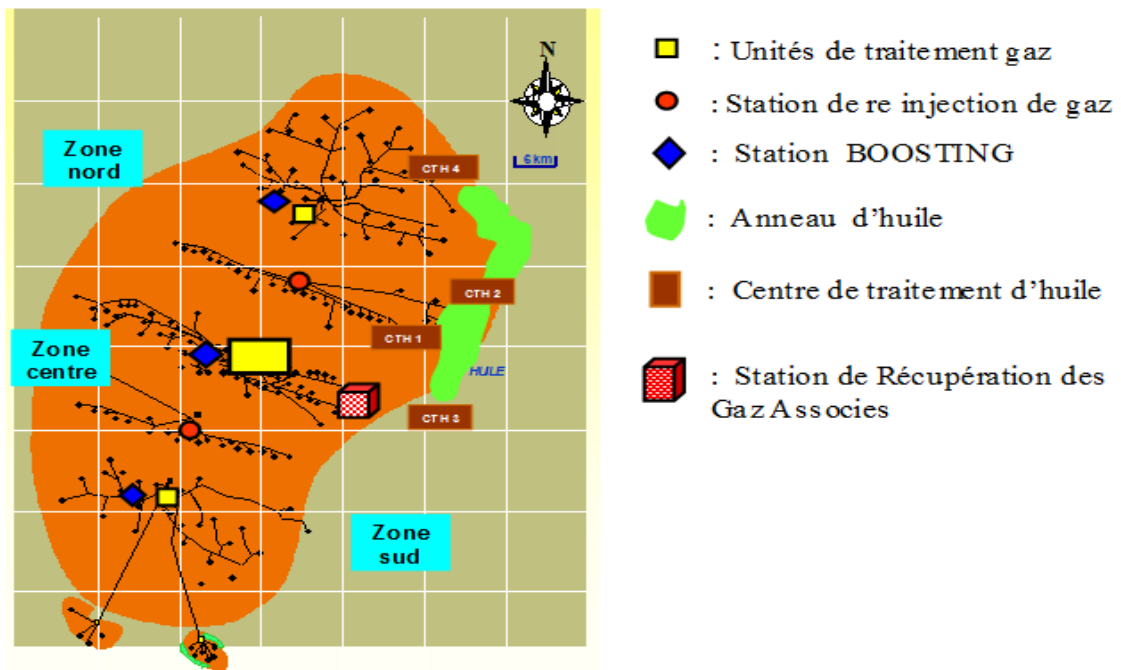 N
Zone
nord
6 km
CTH 4
CTH 2
CTH 1
Zone
centre
HULE
CTH 3
Zone
sud
: Unités de traitement gaz
: Station de re injection de gaz
: Station BOOSTING
: Anneau d'huile
: Centre de traitement d'huile
: Station de Récupération des
Gaz Associes